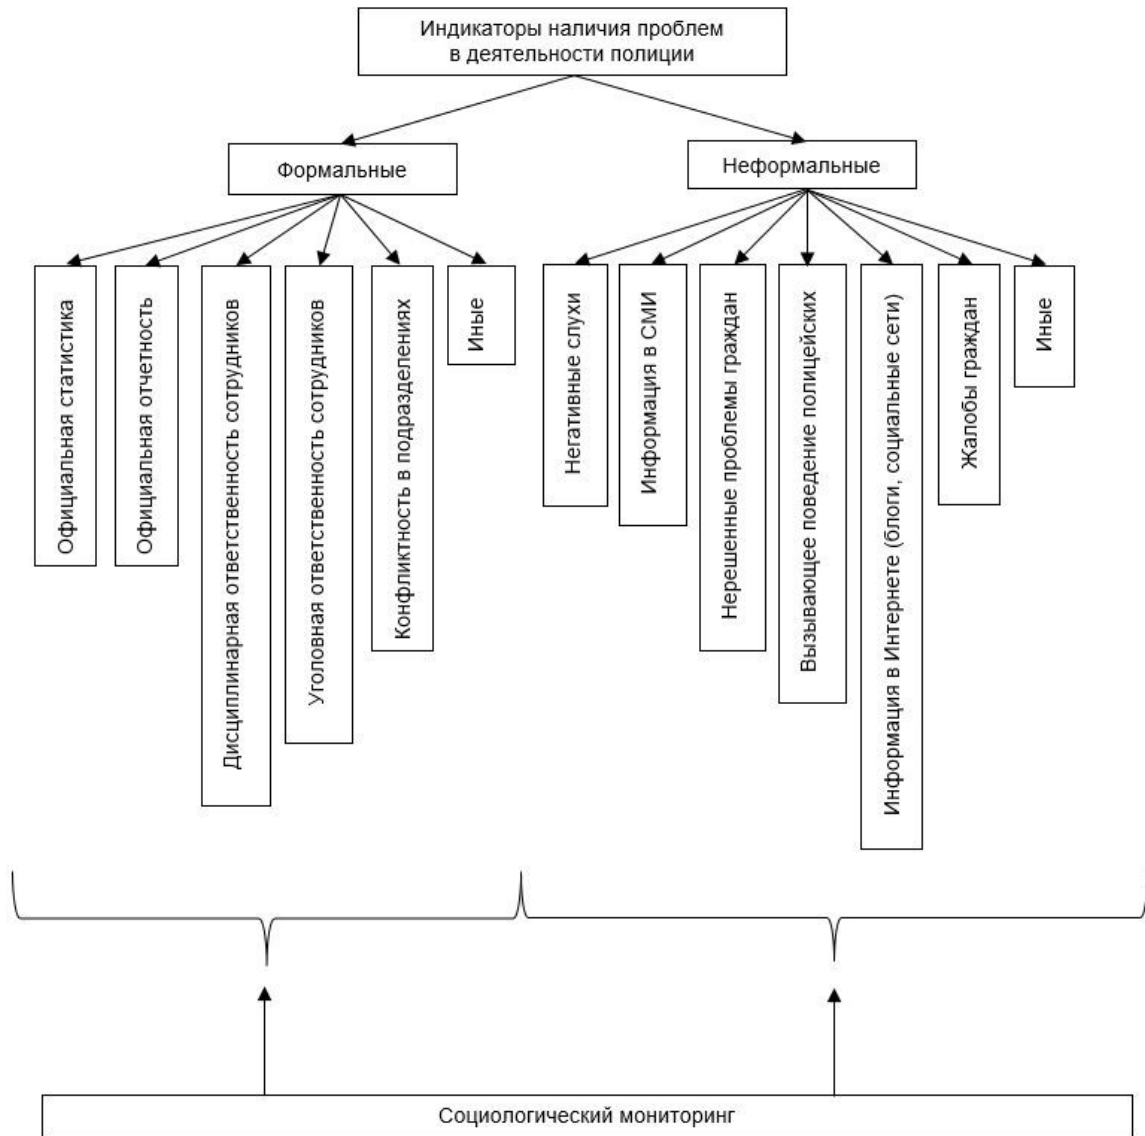 Индикаторы наличия проблем
в деятельности полиции
Формальные
Неформальные
Официальная статистика
Официальная отчетность
Дисциплинарная ответственность сотрудников
Уголовная ответственность сотрудников
Конфликтность в подразделениях
Иные
Негативные слухи
Информация в СМИ
Нерешенные проблемы граждан
Вызывающее поведение полицейских
Информация в Интернете (блоги, социальные сети)
Жалобы граждан
Иные
Социологический мониторинг